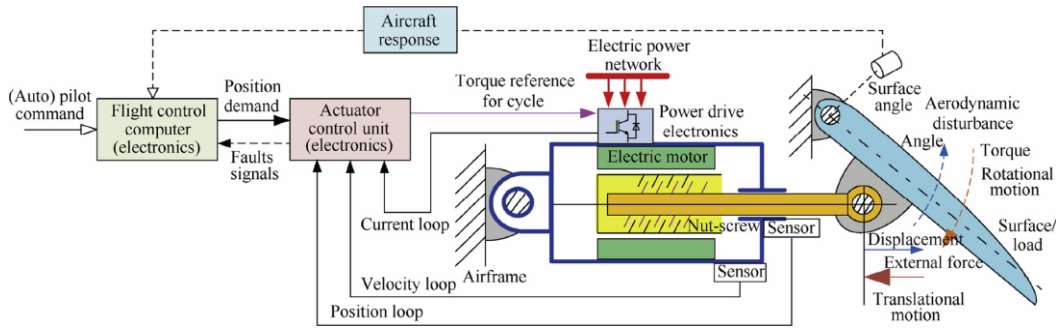 Aircraft
response
Electric power
network
(Auto) pilot
command
Flight control
computer
(electronics)
Position
demand
Faults
signals
Actuator
control unit
(electronics)
Torque reference
for cycle
Power drive
electronics
Electric motor
Nut-screw
Sensor
Sensor
Current loop
Velocity loop
Position loop
Airframe
Surface
angle
Aerodynamic
disturbance
Angle
Torque
Rotational
motion
Surface/
load
Displacement
External force
Translational
motion